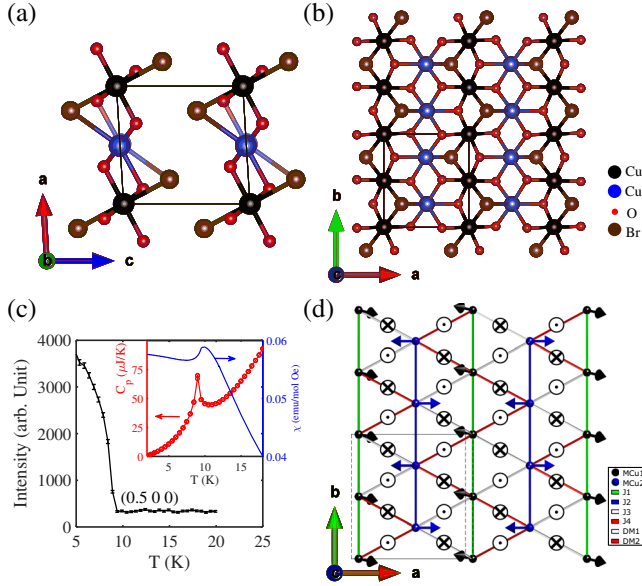 (a)
a
b
c
(b)
b
c
a
Cu
Cu
O
Br
(c)
Intensity (arb. Unit)
4000
3000
2000
1000
0
5
10
15
20
25
T (K)
(0.5 0 0)
C_p (μJ/K)
75
50
25
0
5
10
15
T (K)
0.06
0.05
0.04
χ (emu/mol Oe)
(d)
b
c
a
MCu1
MCu2
J1
J2
J3
J4
DM1
DM2